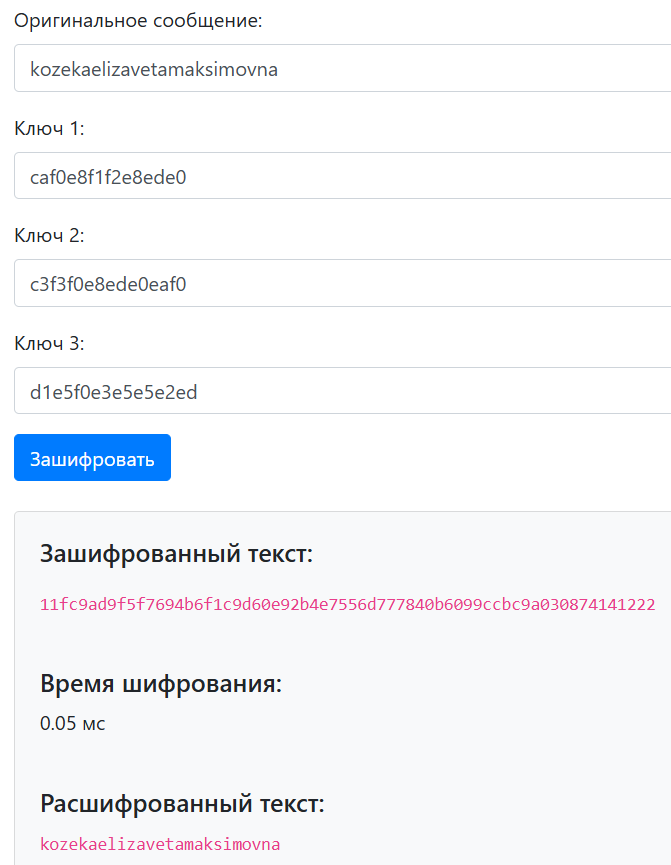 Оригинальное сообщение:
kozekaelizavetamaksimovna
Ключ 1:
caf0e8f1f2e8ede0
Ключ 2:
c3f3f0e8ede0eaf0
Ключ 3:
d1e5f0e3e5e5e2ed
Зашифровать
Зашифрованный текст:
11fc9ad9f5f7694b6f1c9d60e92b4e7556d777840b6099ccbc9a030874141222
Время шифрования:
0.05 мс
Расшифрованный текст:
kozekaelizavetamaksimovna